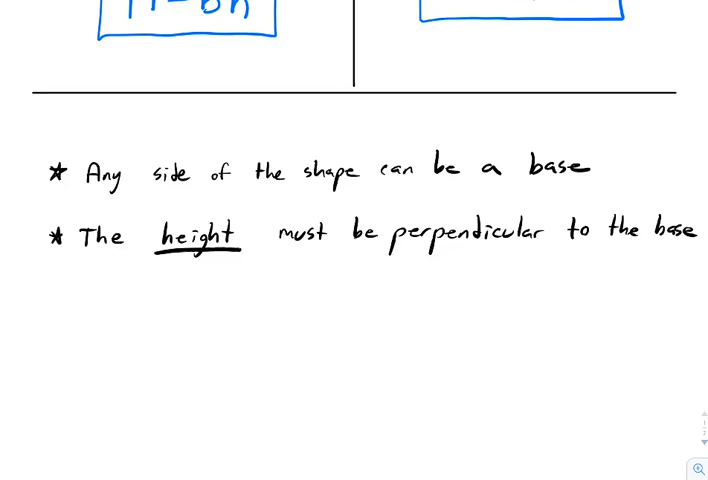 * Any side of the shape can be a base
* The height must be perpendicular to the base